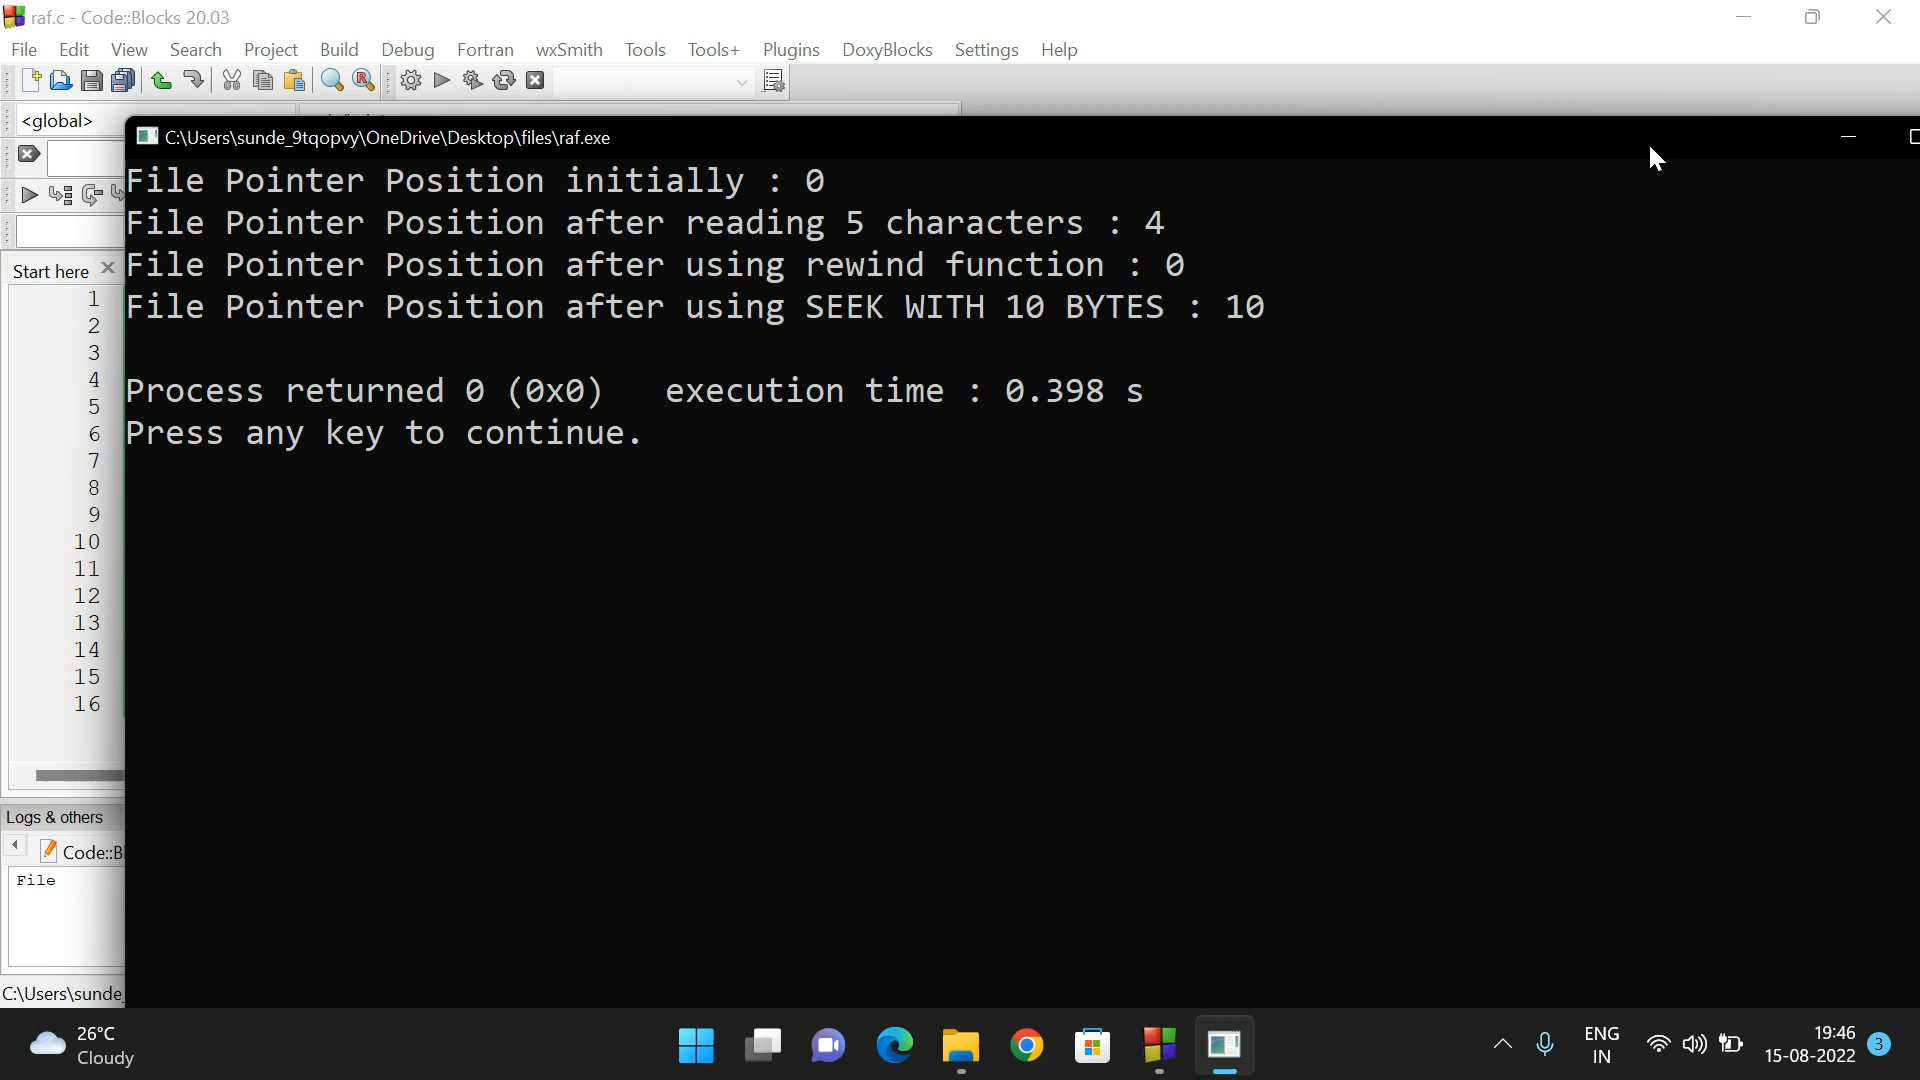 raf.c - Code::Blocks 20.03
File Edit View Search Project Build Debug Fortran wxSmith Tools Tools+ Plugins DoxyBlocks Settings Help
<global>
C:\Users\sunde_9tqopvy\OneDrive\Desktop\files\raf.exe
File Pointer Position initially : 0
File Pointer Position after reading 5 characters : 4
File Pointer Position after using rewind function : 0
File Pointer Position after using SEEK WITH 10 BYTES : 10
Process returned 0 (0x0)   execution time : 0.398 s
Press any key to continue.
Start here
1
2
3
4
5
6
7
8
9
10
11
12
13
14
15
16
Logs & others
Code::B
File
C:\Users\sunde_
26°C
Cloudy
ENG
IN
19:46
15-08-2022
3